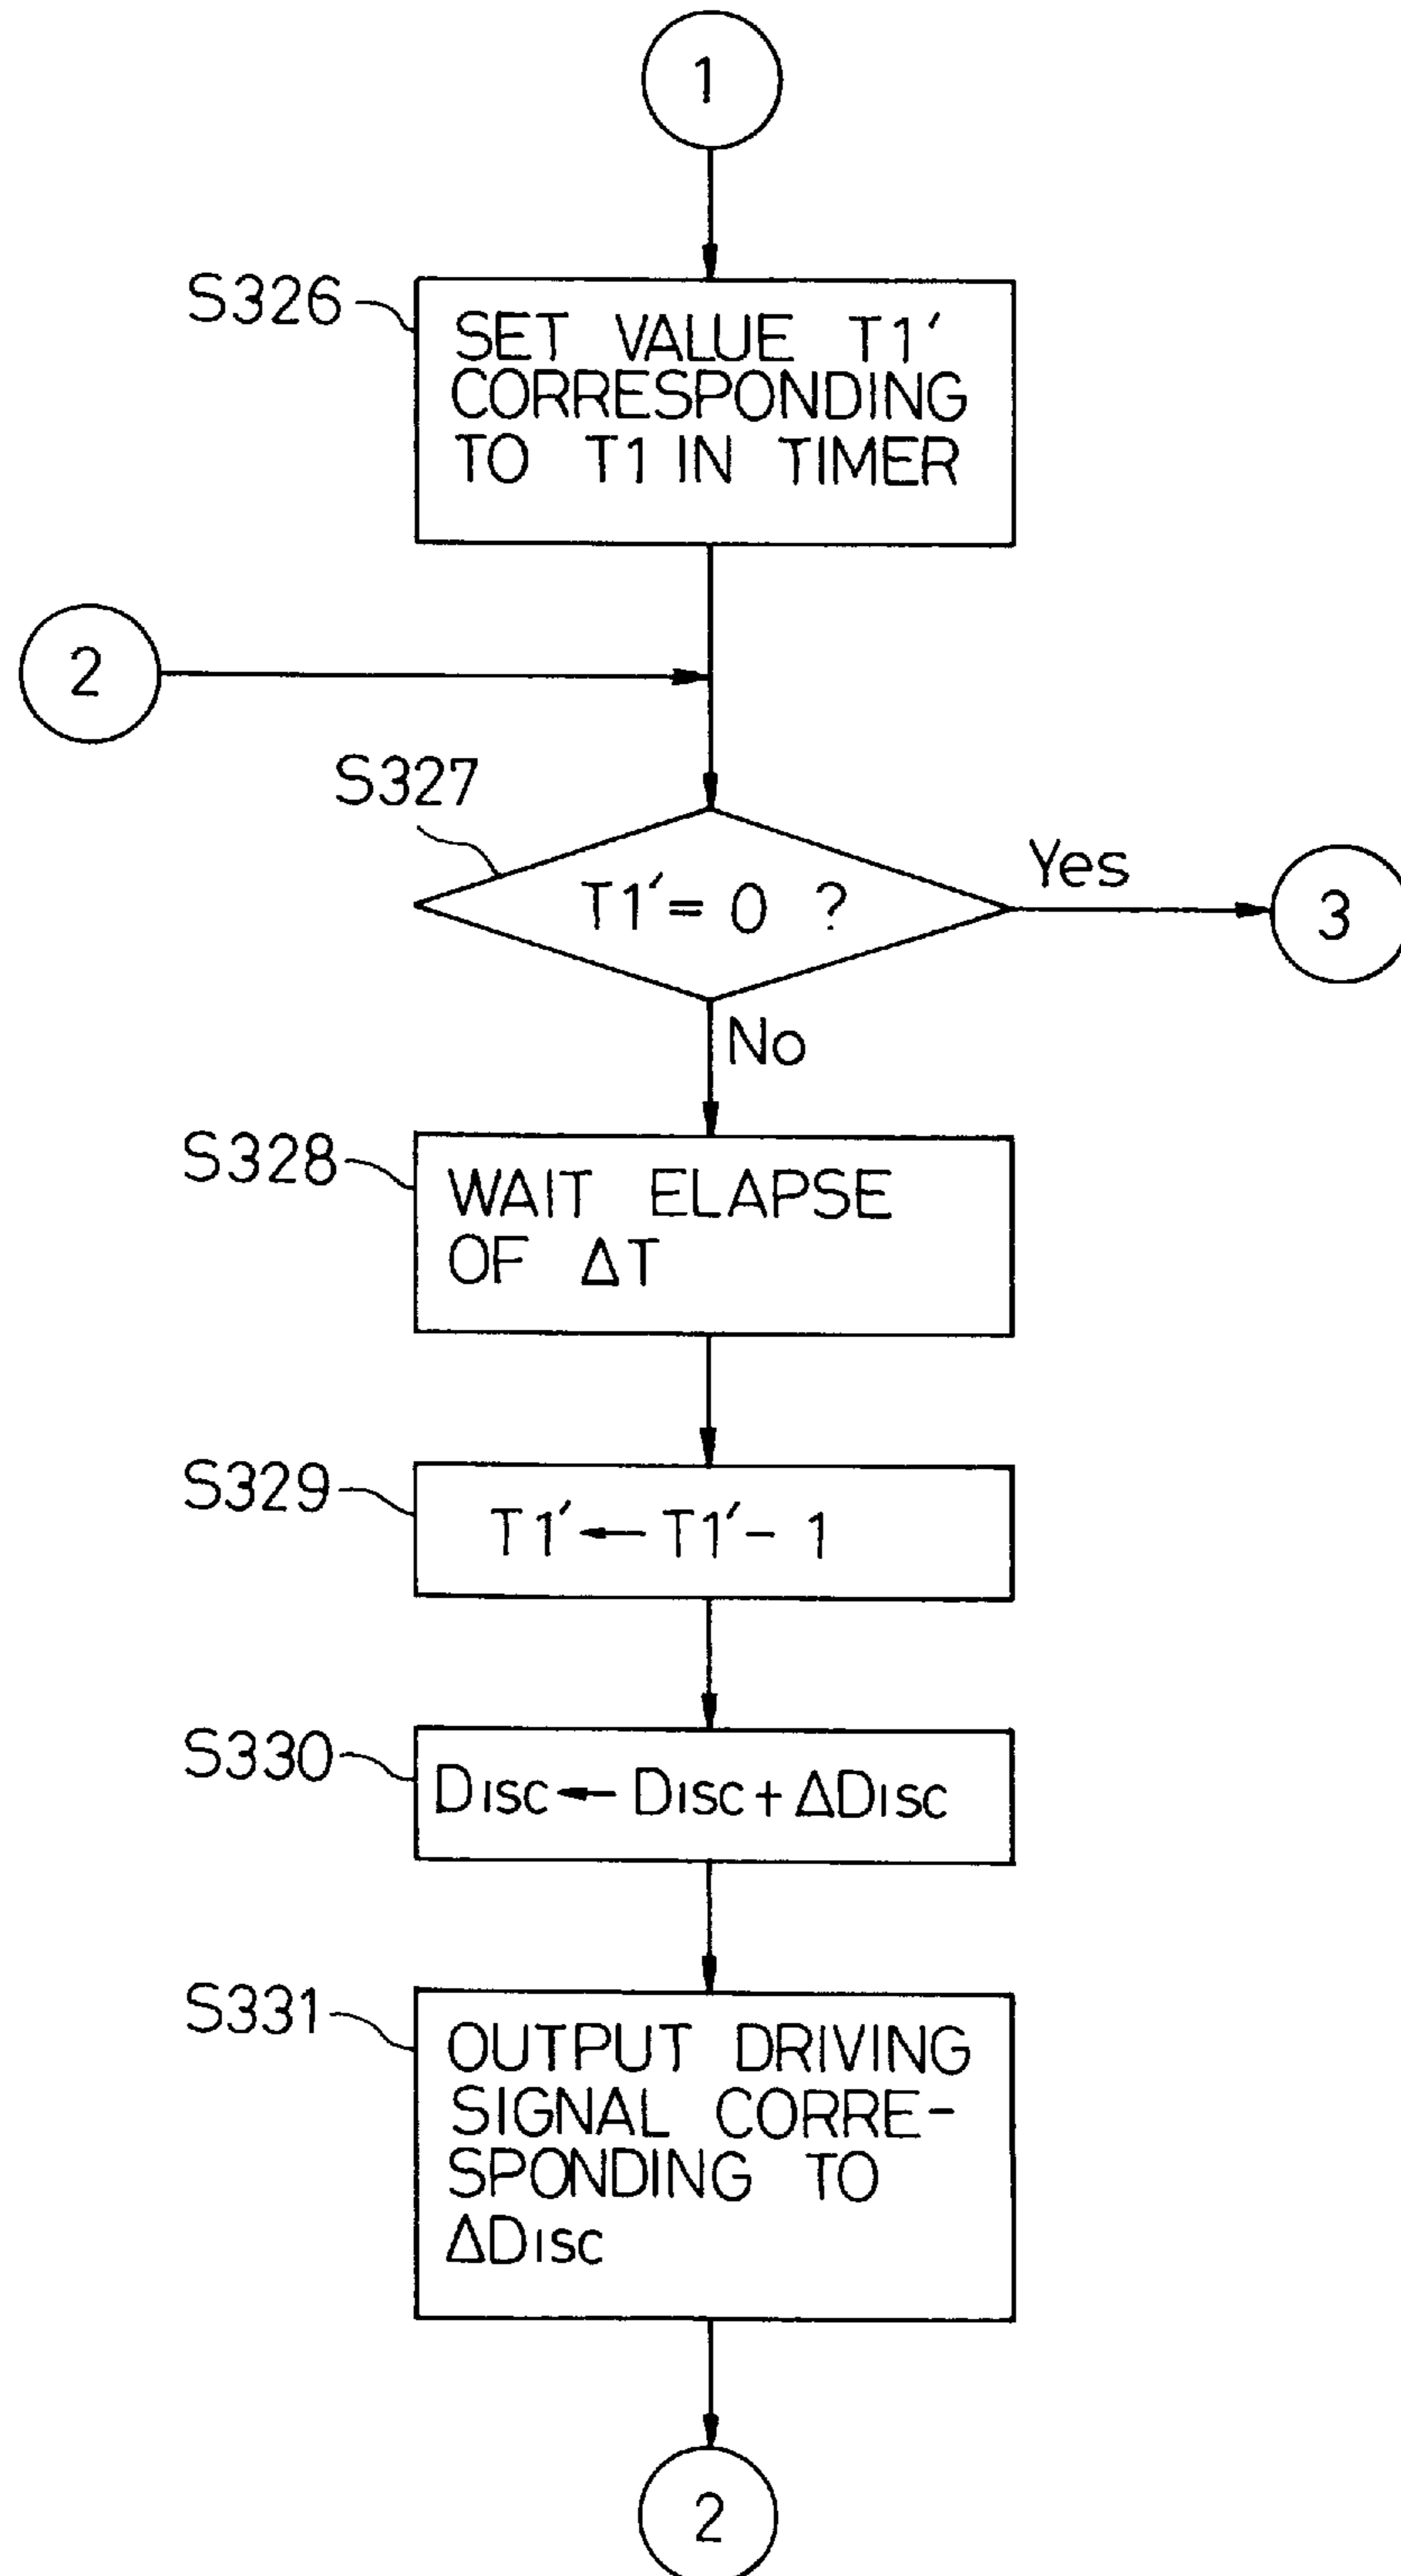 1
S326
SET VALUE T1′
CORRESPONDING
TO T1 IN TIMER
2
S327
T1′= 0 ?
Yes
3
No
S328
WAIT ELAPSE
OF ΔT
S329
T1′ ← T1′- 1
S330
DISC ← DISC + ΔDISC
S331
OUTPUT DRIVING
SIGNAL CORRE-
SPONDING TO
ΔDISC
2